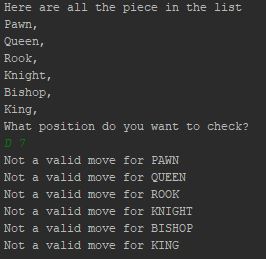 Here are all the piece in the list
Pawn,
Queen,
Rook,
Knight,
Bishop,
King,
What position do you want to check?
D 7
Not a valid move for PAWN
Not a valid move for QUEEN
Not a valid move for ROOK
Not a valid move for KNIGHT
Not a valid move for BISHOP
Not a valid move for KING